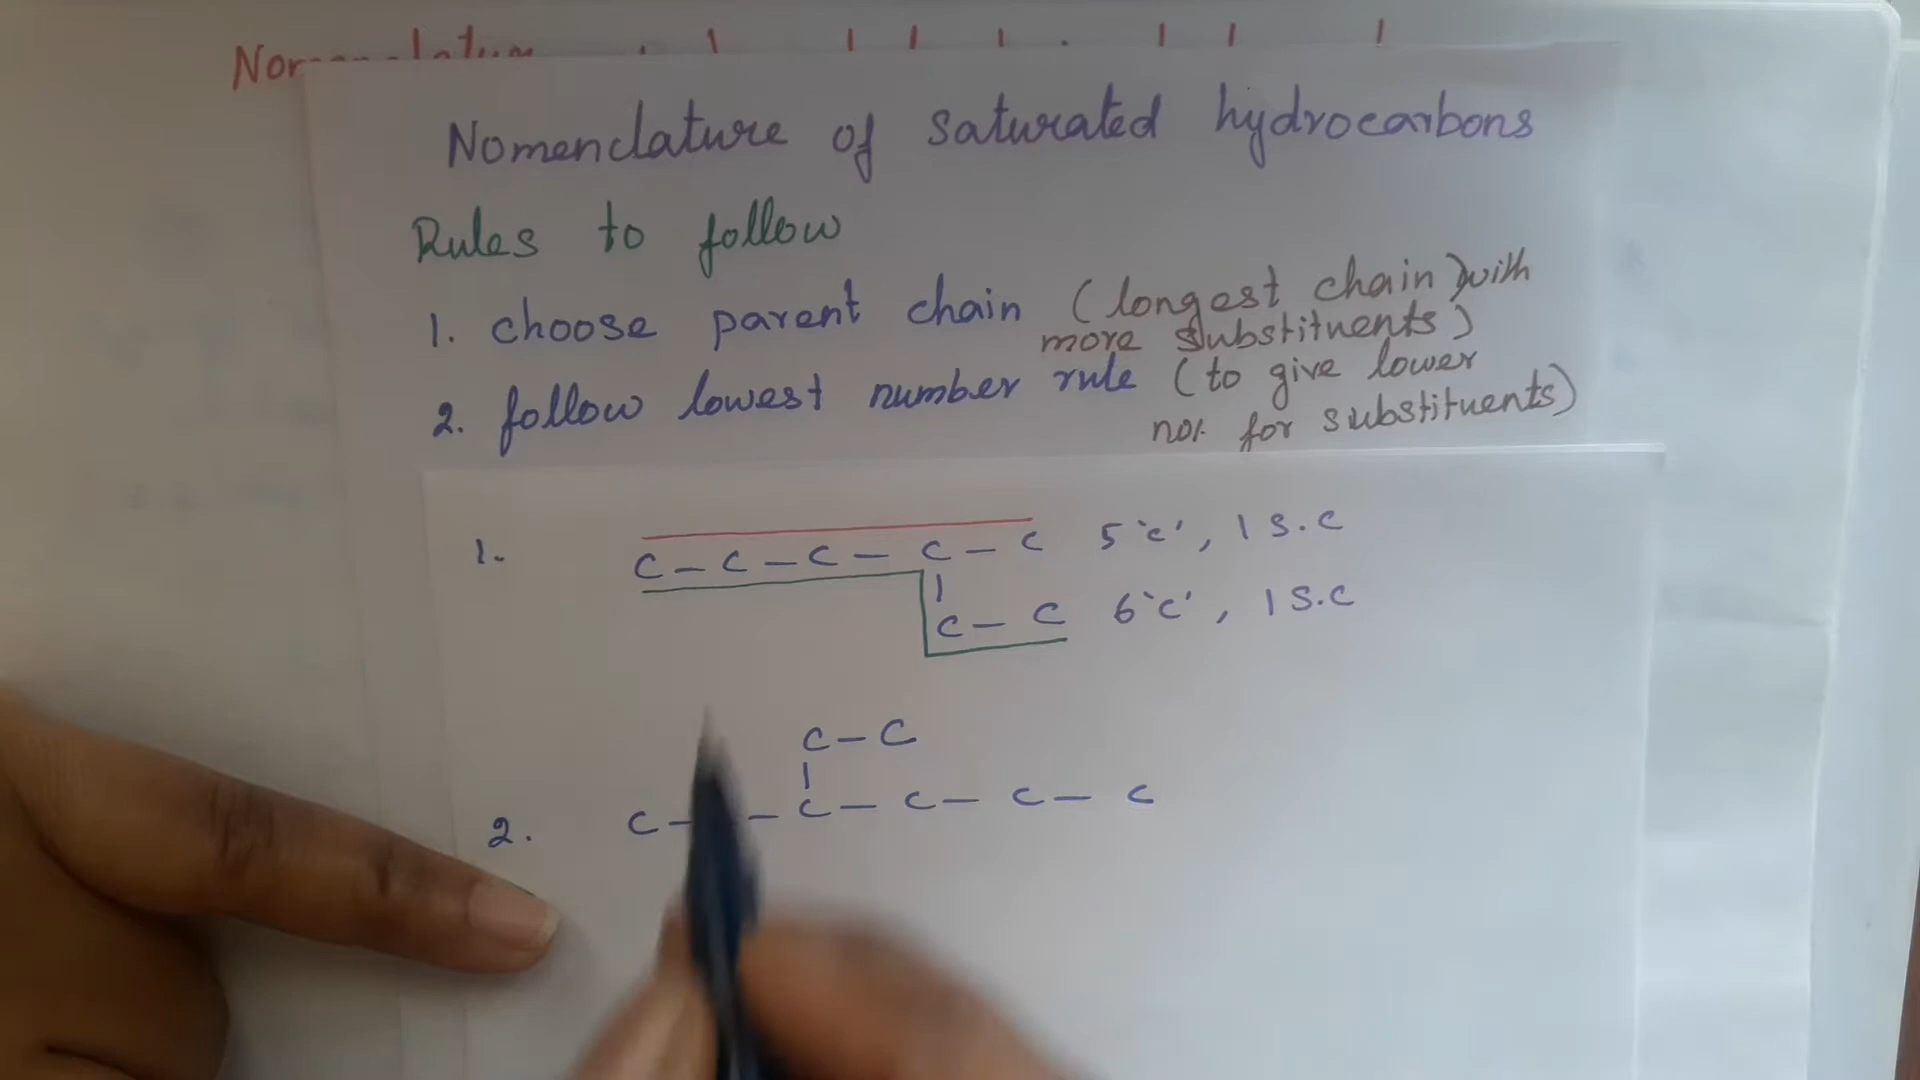 Nomenclature of saturated hydrocarbons
Rules to follow
1. choose parent chain (longest chain) with
more substituents)
2. follow lowest number rule (to give lower
no. for substituents)
1. C – C – C – C – C 5 'c', 1 S.C
|
C – C 6 'c', 1 S.C
C – C
|
2. C – – C – C – C – C